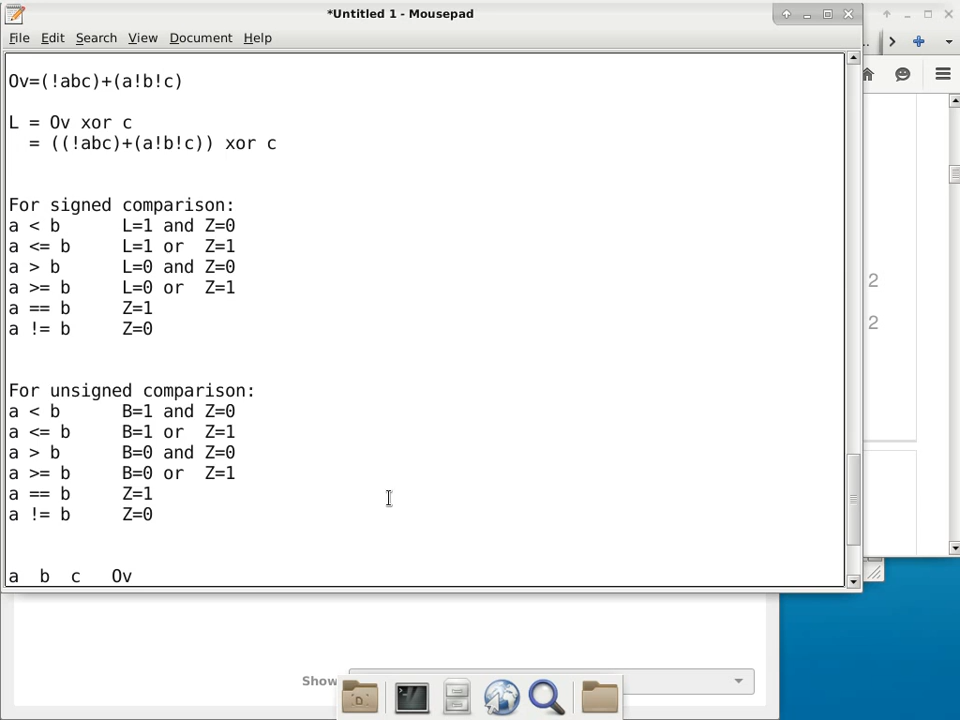 *Untitled 1 - Mousepad
File Edit Search View Document Help
Ov=(!abc)+(a!b!c)
L = Ov xor c
= ((!abc)+(a!b!c)) xor c
For signed comparison:
a < b L=1 and Z=0
a <= b L=1 or Z=1
a > b L=0 and Z=0
a >= b L=0 or Z=1
a == b Z=1
a != b Z=0
For unsigned comparison:
a < b B=1 and Z=0
a <= b B=1 or Z=1
a > b B=0 and Z=0
a >= b B=0 or Z=1
a == b Z=1
a != b Z=0
a b c Ov
2
2
Show